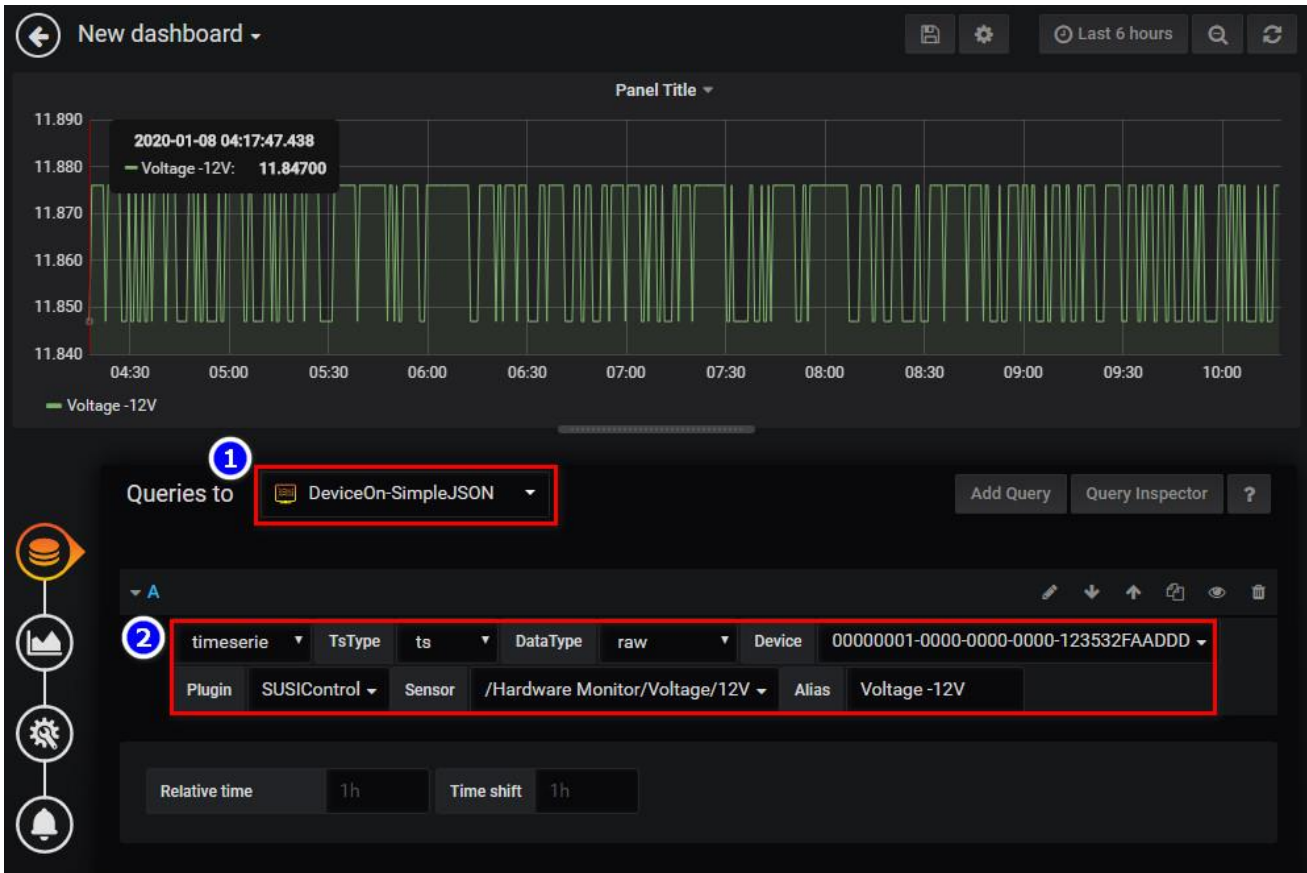 New dashboard
Last 6 hours
Panel Title
11.890
11.880
11.870
11.860
11.850
11.840
2020-01-08 04:17:47.438
Voltage -12V: 11.84700
04:30 05:00 05:30 06:00 06:30 07:00 07:30 08:00 08:30 09:00 09:30 10:00
Voltage -12V
1
Queries to DeviceOn-SimpleJSON Add Query Query Inspector ?
A
2
timeserie TsType ts DataType raw Device 00000001-0000-0000-0000-123532FAADDD
Plugin SUSIControl Sensor /Hardware Monitor/Voltage/12V Alias Voltage -12V
Relative time 1h Time shift 1h